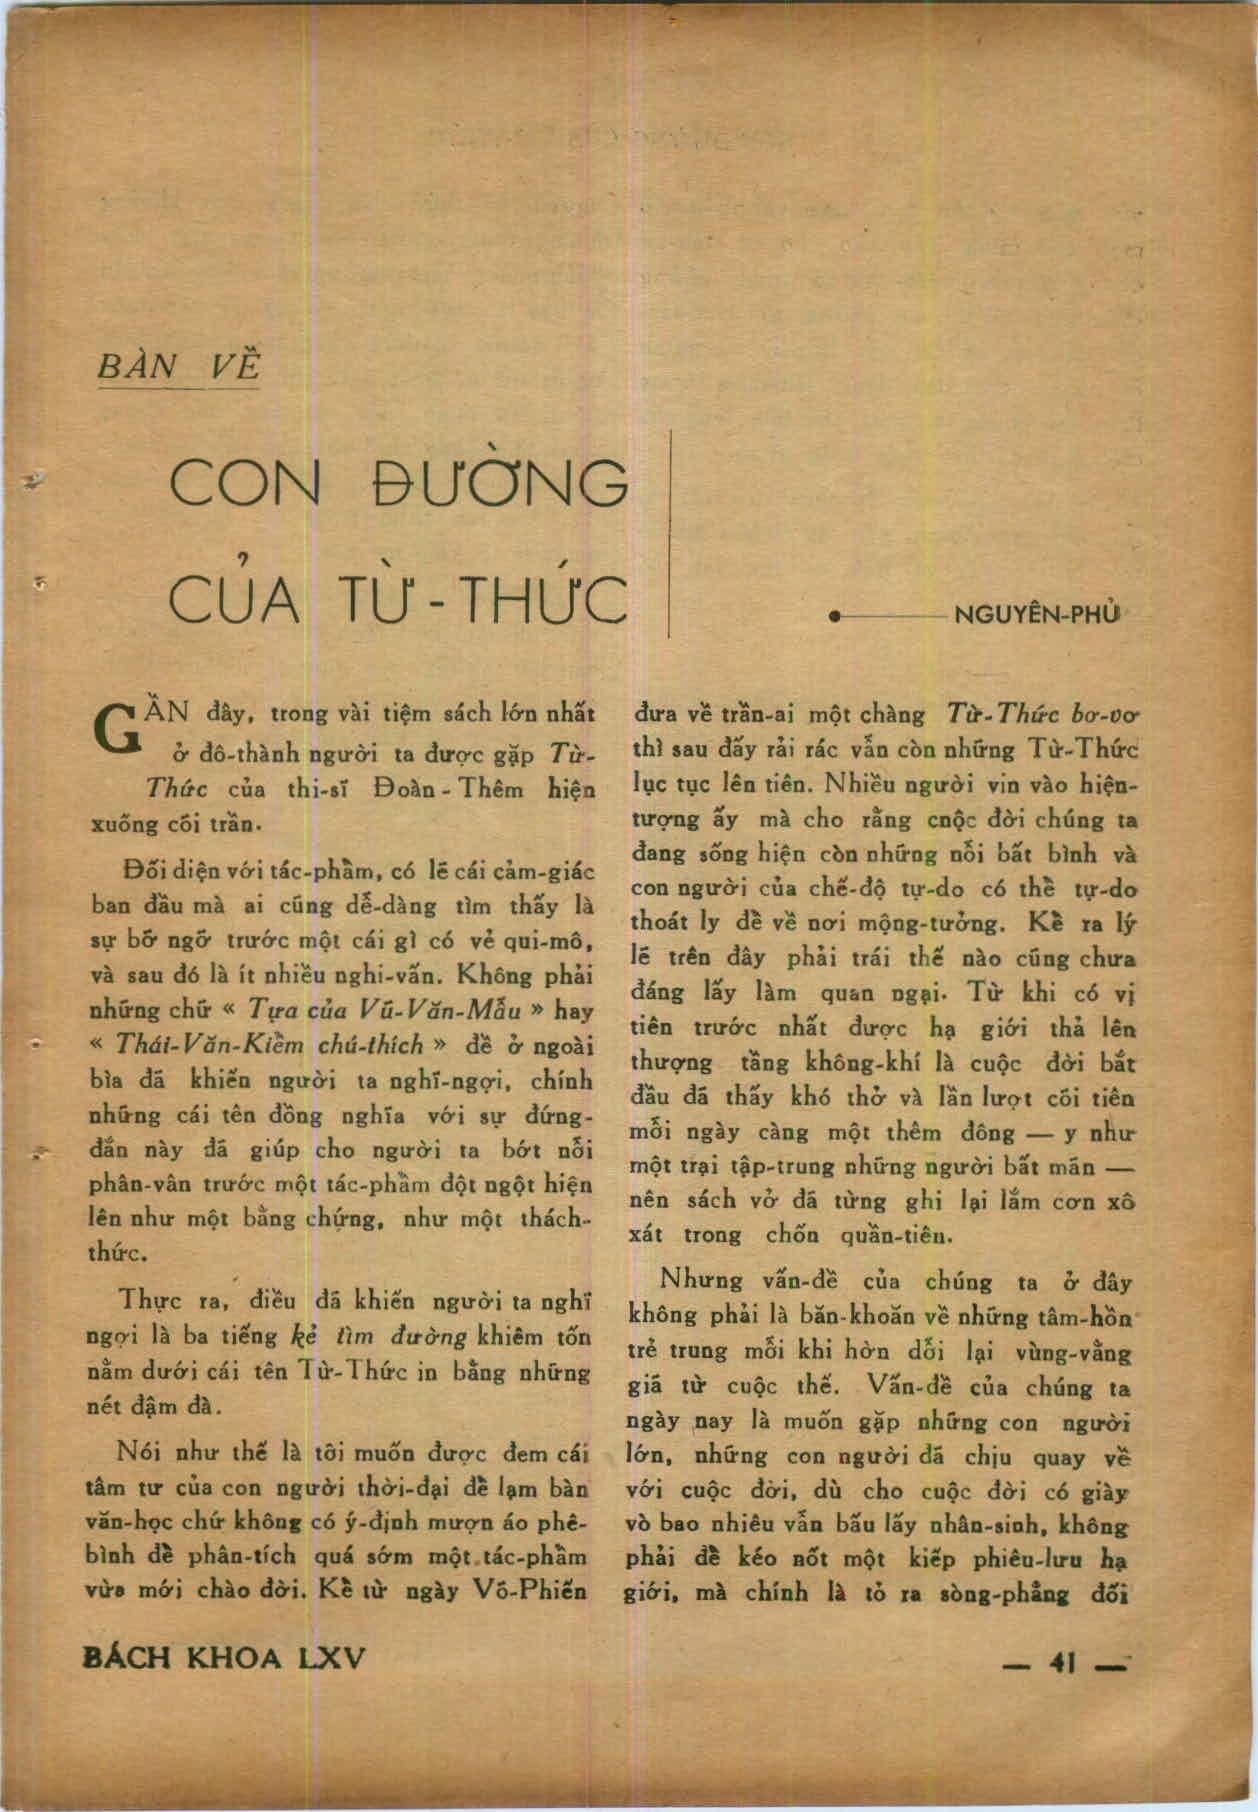 BÀN VỀ
CON ĐƯỜNG
CỦA TỪ-THỨC
NGUYÊN-PHỦ
GẦN đây, trong vài tiệm sách lớn nhất
ở đô-thành người ta được gặp Từ-
Thức của thi-sĩ Đoàn-Thêm hiện
xuống cõi trần.
Đối diện với tác-phẩm, có lẽ cái cảm-giác
ban đầu mà ai cũng dễ-dàng tìm thấy là
sự bỡ ngỡ trước một cái gì có vẻ qui-mô,
và sau đó là ít nhiều nghi-vấn. Không phải
những chữ « Tựa của Vũ-Văn-Mẫu » hay
« Thái-Văn-Kiểm chú-thích » để ở ngoài
bìa đã khiến người ta nghĩ-ngợi, chính
những cái tên đồng nghĩa với sự đứng-
đắn này đã giúp cho người ta bớt nỗi
phân-vân trước một tác-phẩm đột ngột hiện
lên như một bằng chứng, như một thách-
thức.
Thực ra, điều đã khiến người ta nghĩ
ngợi là ba tiếng kẻ tìm đường khiêm tốn
nằm dưới cái tên Từ-Thức in bằng những
nét đậm đà.
Nói như thế là tôi muốn được đem cái
tâm tư của con người thời-đại để lạm bàn
văn-học chứ không có ý-định mượn áo phê-
bình để phân-tích quá sớm một tác-phẩm
vừa mới chào đời. Kể từ ngày Võ-Phiến
đưa về trần-ai một chàng Từ-Thức bơ-vơ
thì sau đấy rải rác vẫn còn những Từ-Thức
lục tục lên tiên. Nhiều người vin vào hiện-
tượng ấy mà cho rằng cnộc đời chúng ta
đang sống hiện còn những nỗi bất bình và
con người của chế-độ tự-do có thể tự-do
thoát ly để về nơi mộng-tưởng. Kể ra lý
lẽ trên đây phải trái thế nào cũng chưa
đáng lấy làm quan ngại. Từ khi có vị
tiên trước nhất được hạ giới thả lên
thượng tầng không-khí là cuộc đời bắt
đầu đã thấy khó thở và lần lượt cõi tiên
mỗi ngày càng một thêm đông — y như
một trại tập-trung những người bất mãn —
nên sách vở đã từng ghi lại lắm cơn xô
xát trong chốn quần-tiên.
Nhưng vấn-đề của chúng ta ở đây
không phải là băn-khoăn về những tâm-hồn
trẻ trung mỗi khi hờn dỗi lại vùng-vằng
giã từ cuộc thế. Vấn-đề của chúng ta
ngày nay là muốn gặp những con người
lớn, những con người đã chịu quay về
với cuộc đời, dù cho cuộc đời có giày
vò bao nhiêu vẫn bấu lấy nhân-sinh, không
phải để kéo nốt một kiếp phiêu-lưu hạ
giới, mà chính là tỏ ra sòng-phẳng đối
BÁCH KHOA LXV
— 41 —